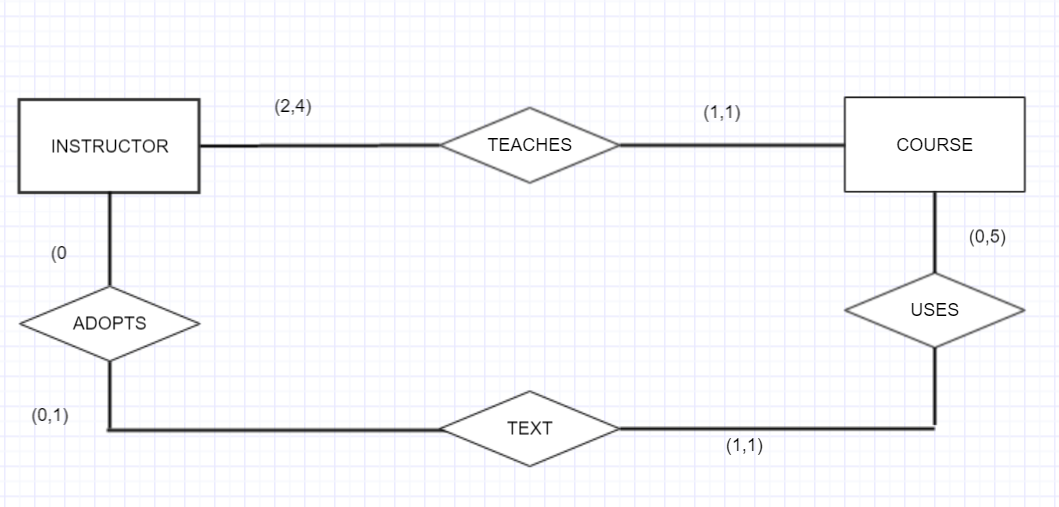 (2,4)
(1,1)
INSTRUCTOR
TEACHES
COURSE
(0
(0,5)
ADOPTS
USES
(0,1)
TEXT
(1,1)